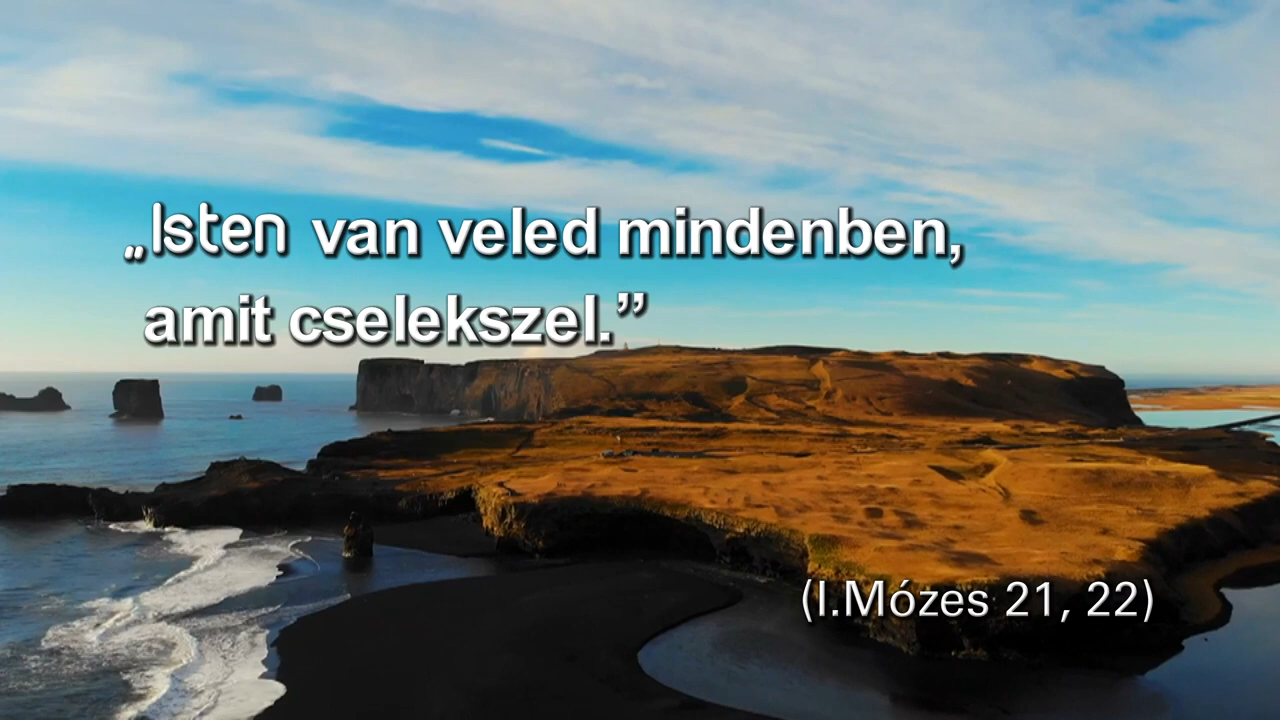 „Isten van veled mindenben,
amit cselekszel.”
(I.Mózes 21, 22)